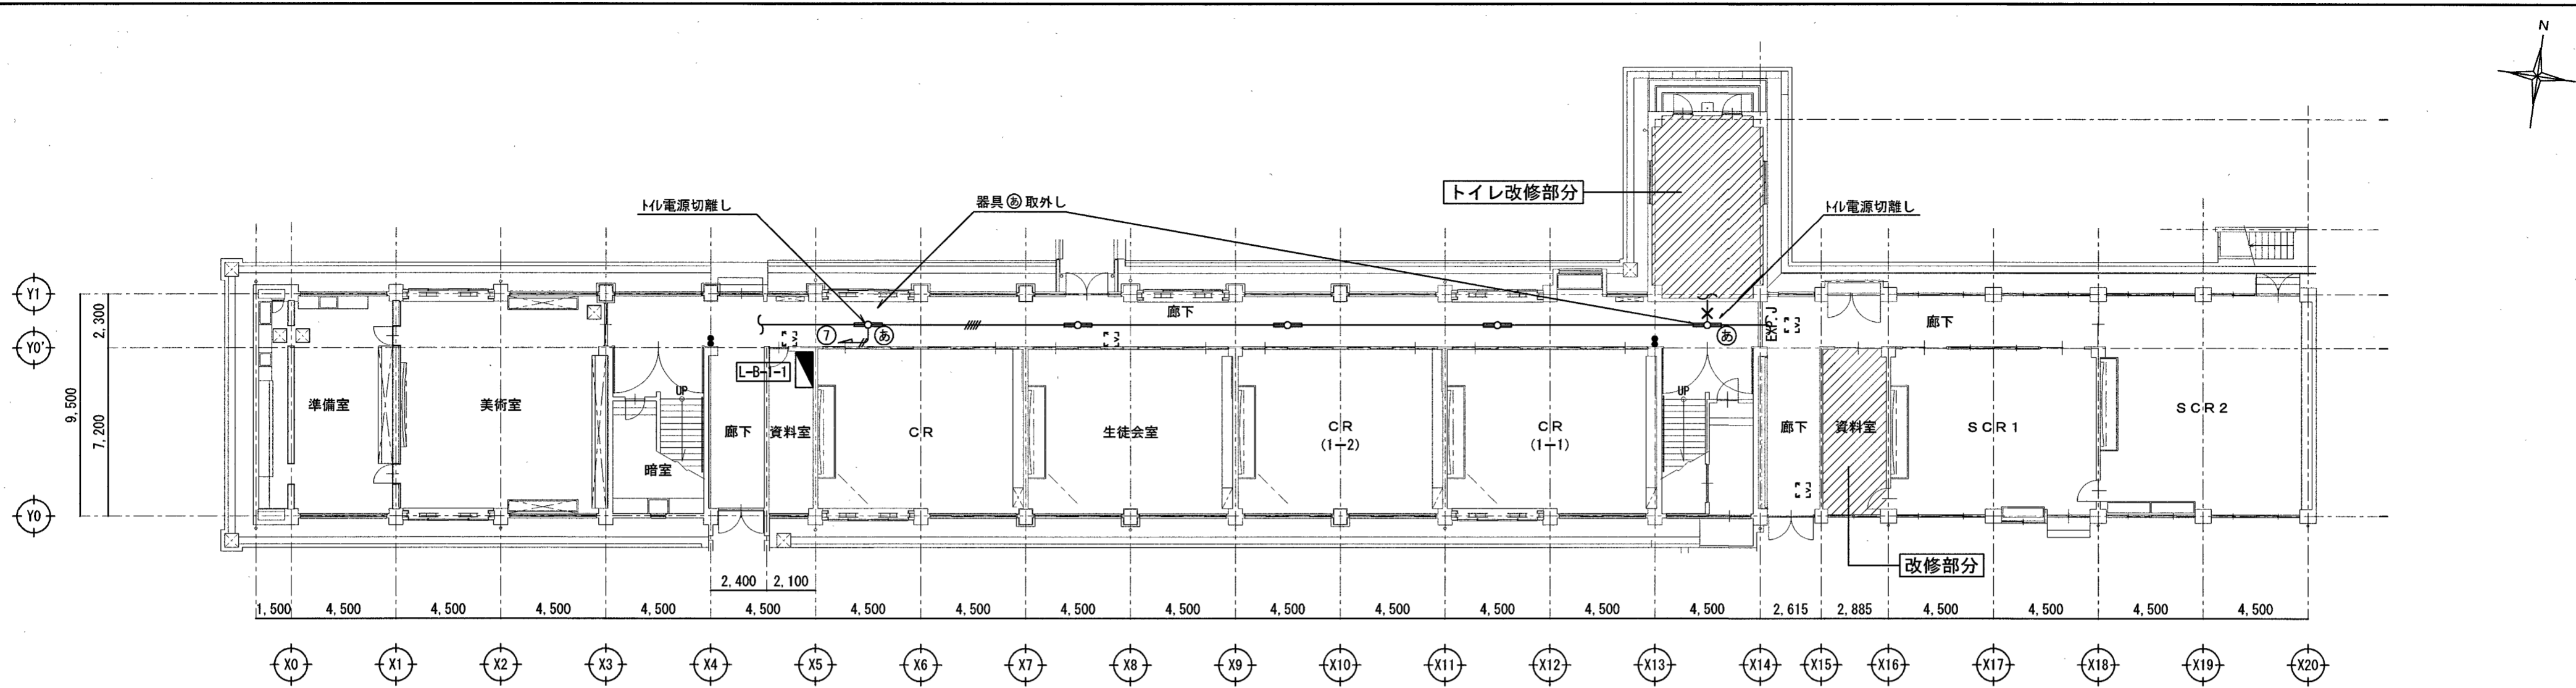 N
トイレ改修部分
トイレ電源切離し
器具あ取外し
トイレ電源切離し
Y1
Y0'
Y0
2,300
7,200
9,500
廊下
廊下
7
あ
あ
EXP.J
L-B-1-1
UP
UP
準備室
美術室
暗室
廊下
資料室
CR
生徒会室
CR
(1-2)
CR
(1-1)
廊下
資料室
SCR1
SCR2
改修部分
2,400
2,100
1,500
4,500
4,500
4,500
4,500
4,500
4,500
4,500
4,500
4,500
4,500
4,500
4,500
4,500
4,500
2,615
2,885
4,500
4,500
4,500
4,500
X0
X1
X2
X3
X4
X5
X6
X7
X8
X9
X10
X11
X12
X13
X14
X15
X16
X17
X18
X19
X20